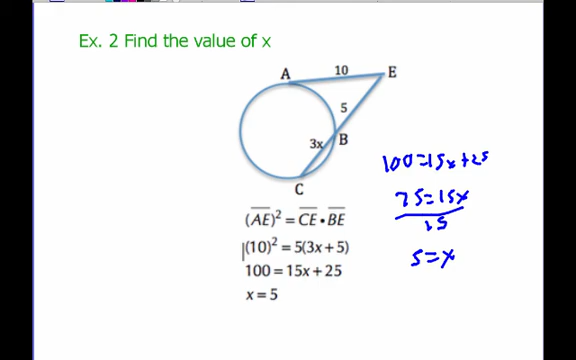 Ex. 2 Find the value of x
A
10
E
5
3x
B
C
(AE)² = CE • BE
(10)² = 5(3x + 5)
100 = 15x + 25
x = 5
100=15x+25
75=15x
15
5=x